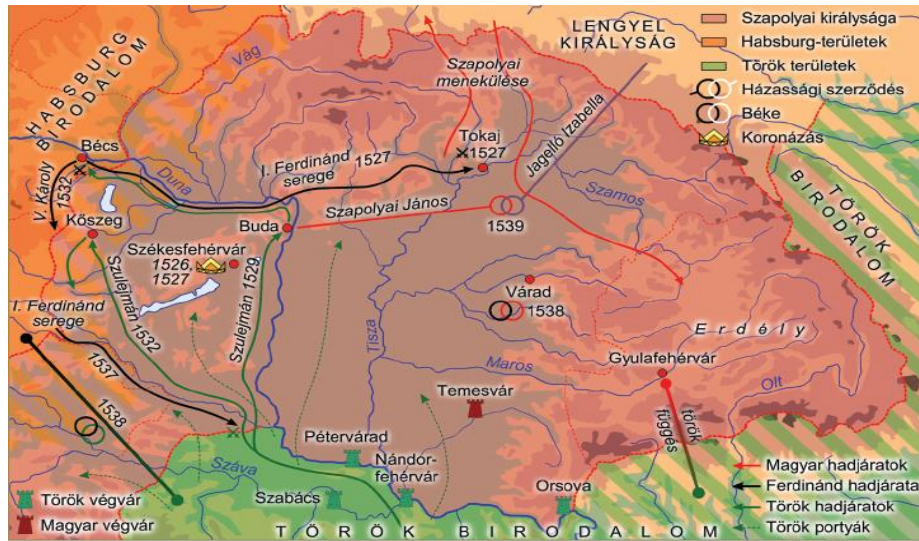 HABSBURG
BIRODALOM
LENGYEL
KIRÁLYSÁG
Szapolyai királysága
Habsburg-területek
Török területek
Házassági szerződés
Béke
Koronázás
Vág
Szapolyai
menekülése
Bécs
Tokaj
1527
I. Ferdinánd 1527
serege
Jagelló Izabella
V. Károly
1532
Duna
Kőszeg
Buda
Szapolyai János
1539
Szamos
TÖRÖK
BIRODALOM
Székesfehérvár
1526,
1527
Szulejmán 1532
Szulejmán 1529
Várad
1538
Tisza
Erdély
I. Ferdinánd
serege
1537
Maros
Gyulafehérvár
Olt
1538
Temesvár
török
függés
Pétervárad
Nándor-
fehérvár
Száva
Szabács
Orsova
Török végvár
Magyar végvár
Magyar hadjáratok
Ferdinánd hadjárata
Török hadjáratok
Török portyák
TÖRÖK BIRODALOM